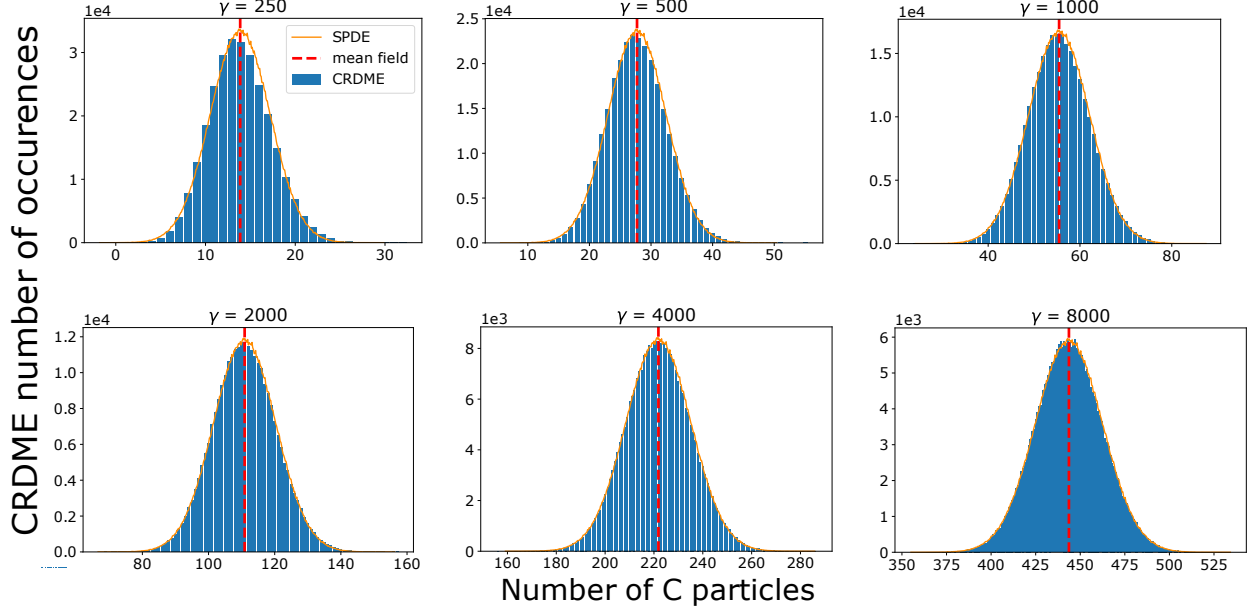 γ = 250
γ = 500
γ = 1000
1e4
1e4
1e4
3
2
1
0
SPDE
mean field
CRDME
0 10 20 30
2.5
2.0
1.5
1.0
0.5
0.0
10 20 30 40 50
1.5
1.0
0.5
0.0
40 60 80
CRDME number of occurences
γ = 2000
γ = 4000
γ = 8000
1e4
1e3
1e3
1.2
1.0
0.8
0.6
0.4
0.2
0.0
80 100 120 140 160
8
6
4
2
0
160 180 200 220 240 260 280
6
5
4
3
2
1
0
350 375 400 425 450 475 500 525
Number of C particles